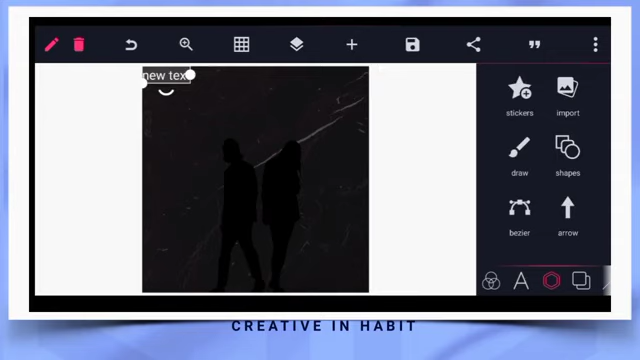 new tex
stickers
import
draw
shapes
bezier
arrow
CREATIVE IN HABIT